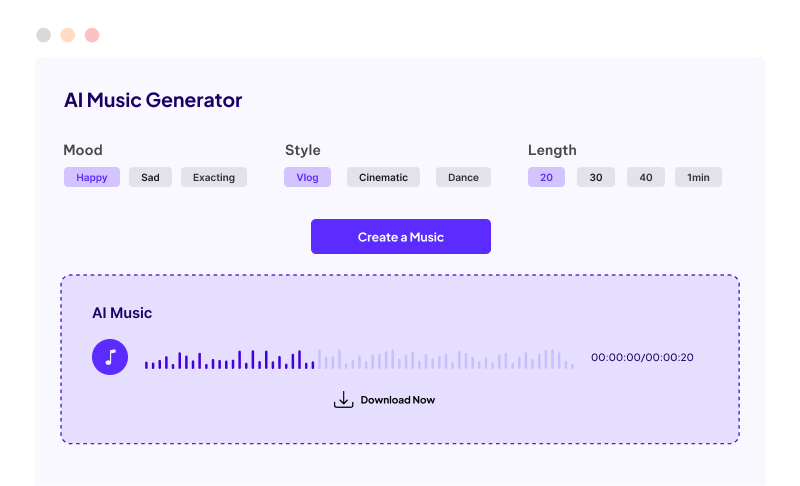 AI Music Generator
Mood
Style
Length
Happy Sad Exacting
Vlog Cinematic Dance
20 30 40 1min
Create a Music
AI Music
00:00:00/00:00:20
Download Now